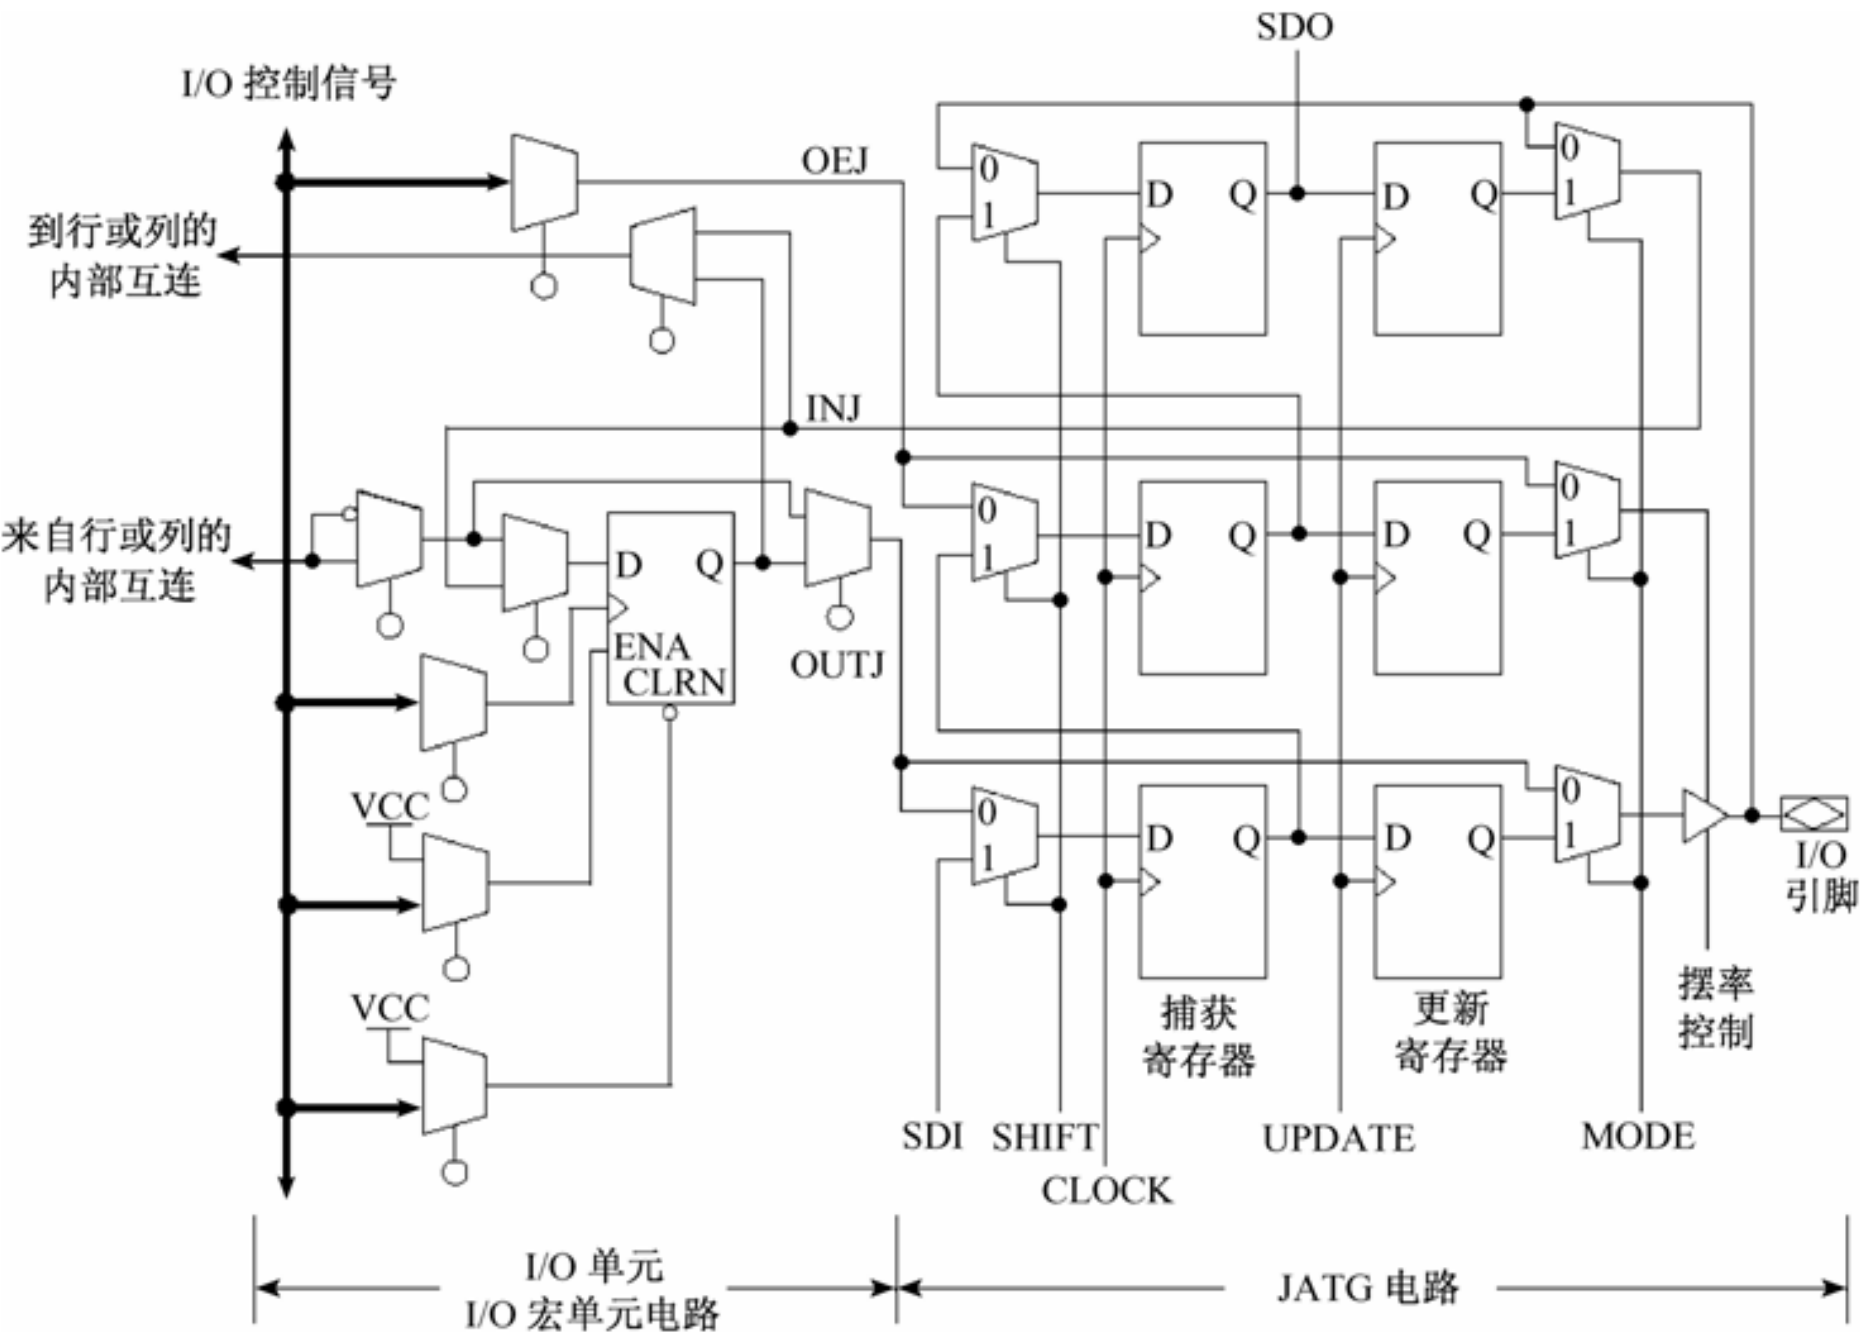 SDO
I/O 控制信号
OEJ
0
1
D
Q
D
Q
0
1
到行或列的
内部互连
INJ
来自行或列的
内部互连
D
Q
ENA
CLRN
OUTJ
0
1
D
Q
D
Q
0
1
VCC
0
1
D
Q
D
Q
0
1
I/O
引脚
摆率
控制
VCC
捕获
寄存器
更新
寄存器
SDI
SHIFT
UPDATE
MODE
CLOCK
I/O 单元
I/O 宏单元电路
JATG 电路